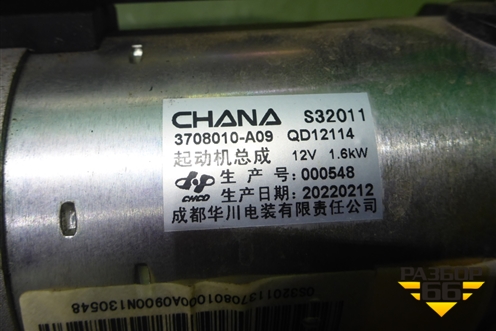 CHANA S32011
3708010-A09 QD12114
起动机总成 12V 1.6kW
CHCD 生产号: 000548
生产日期: 20220212
成都华川电装有限责任公司
РАЗБОР
66